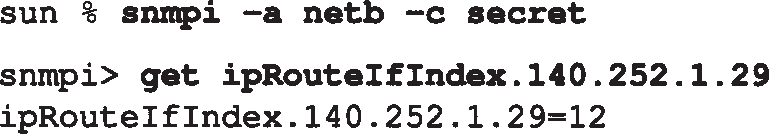 sun % snmpi -a netb -c secret
snmpi> get ipRouteIfIndex.140.252.1.29
ipRouteIfIndex.140.252.1.29=12